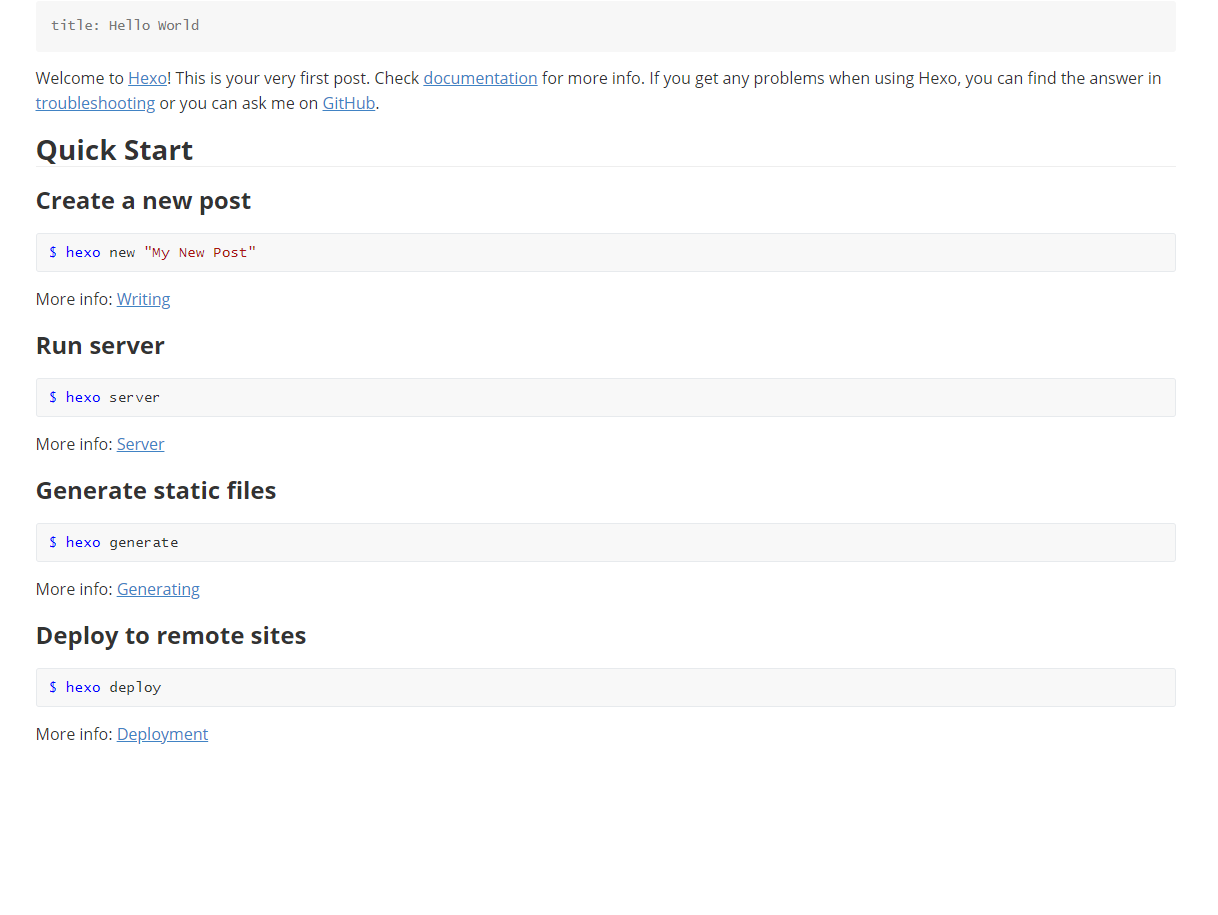 title: Hello World
Welcome to Hexo! This is your very first post. Check documentation for more info. If you get any problems when using Hexo, you can find the answer in
troubleshooting or you can ask me on GitHub.
Quick Start
Create a new post
$ hexo new "My New Post"
More info: Writing
Run server
$ hexo server
More info: Server
Generate static files
$ hexo generate
More info: Generating
Deploy to remote sites
$ hexo deploy
More info: Deployment